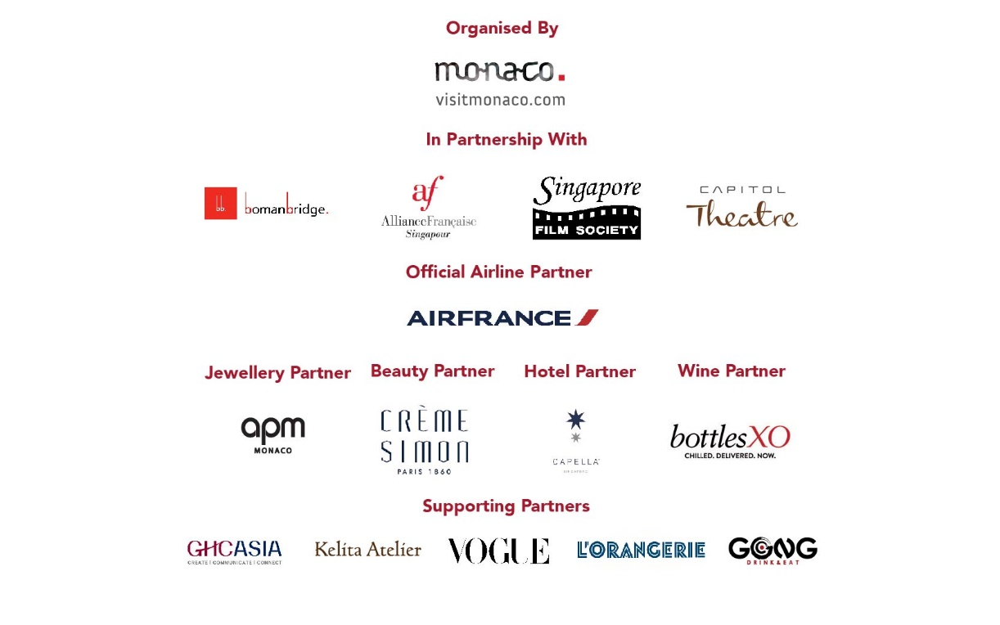 Organised By
monaco.
visitmonaco.com
In Partnership With
bb.
bomanbridge.
af
AllianceFrançaise
Singapour
Singapore
FILM SOCIETY
CAPITOL
Theatre
Official Airline Partner
AIRFRANCE
Jewellery Partner
Beauty Partner
Hotel Partner
Wine Partner
apm
MONACO
CRÈME
SIMON
PARIS 1860
CAPELLA
SINGAPORE
bottlesXO
CHILLED. DELIVERED. NOW.
Supporting Partners
GHCASIA
CREATE | COMMUNICATE | CONNECT
Kelita Atelier
VOGUE
L'ORANGERIE
GONG
DRINK&EAT